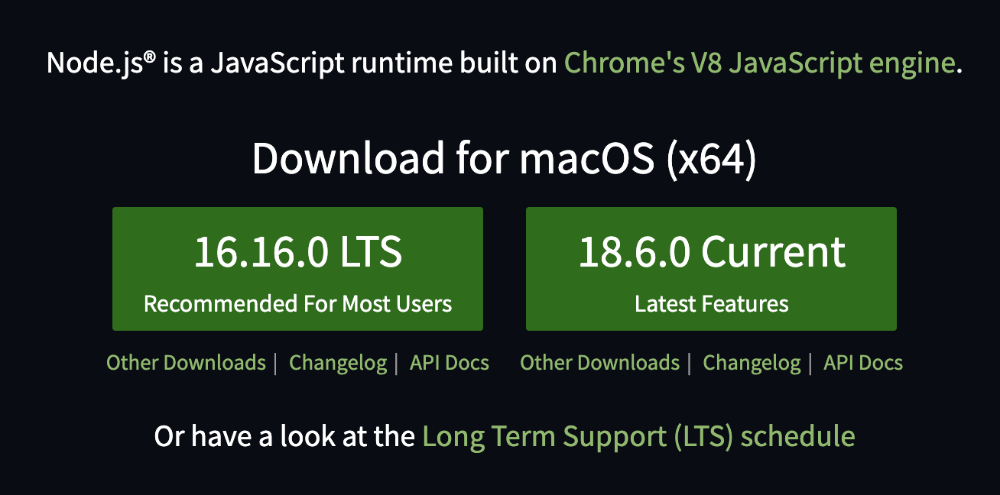 Node.js® is a JavaScript runtime built on Chrome's V8 JavaScript engine.
Download for macOS (x64)
16.16.0 LTS
Recommended For Most Users
Other Downloads | Changelog | API Docs
18.6.0 Current
Latest Features
Other Downloads | Changelog | API Docs
Or have a look at the Long Term Support (LTS) schedule